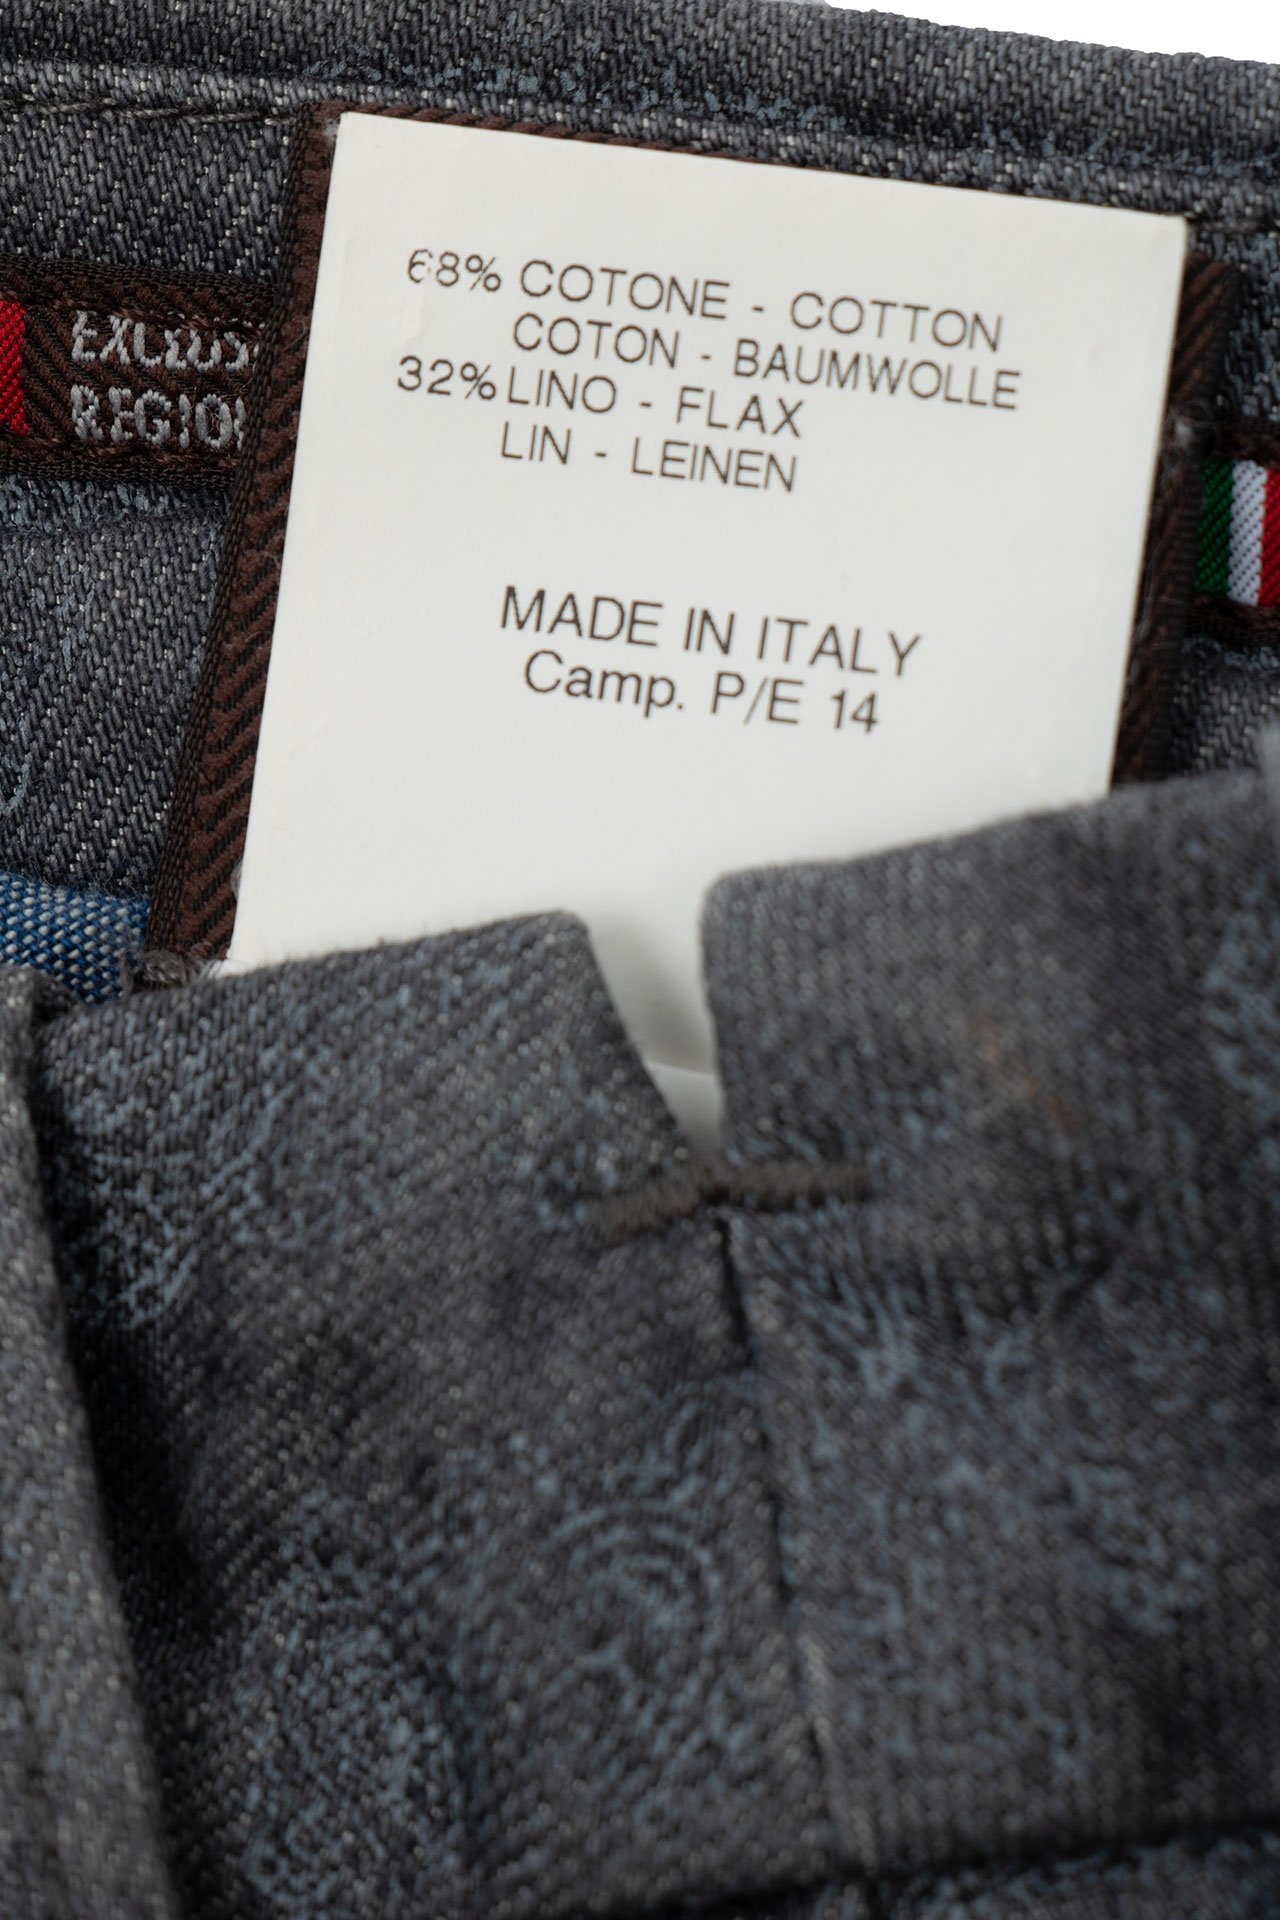 68% COTONE - COTTON
COTON - BAUMWOLLE
32% LINO - FLAX
LIN - LEINEN
MADE IN ITALY
Camp. P/E 14